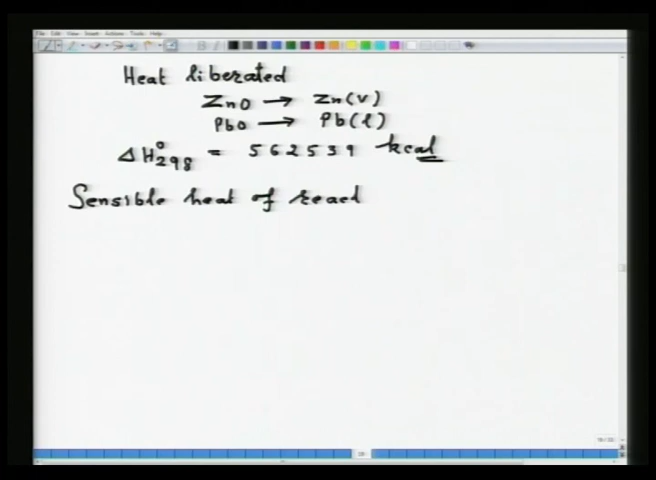 Heat liberated
ZnO → Zn(v)
PbO → Pb(l)
ΔH°298 = 562539 kcal
Sensible heat of react